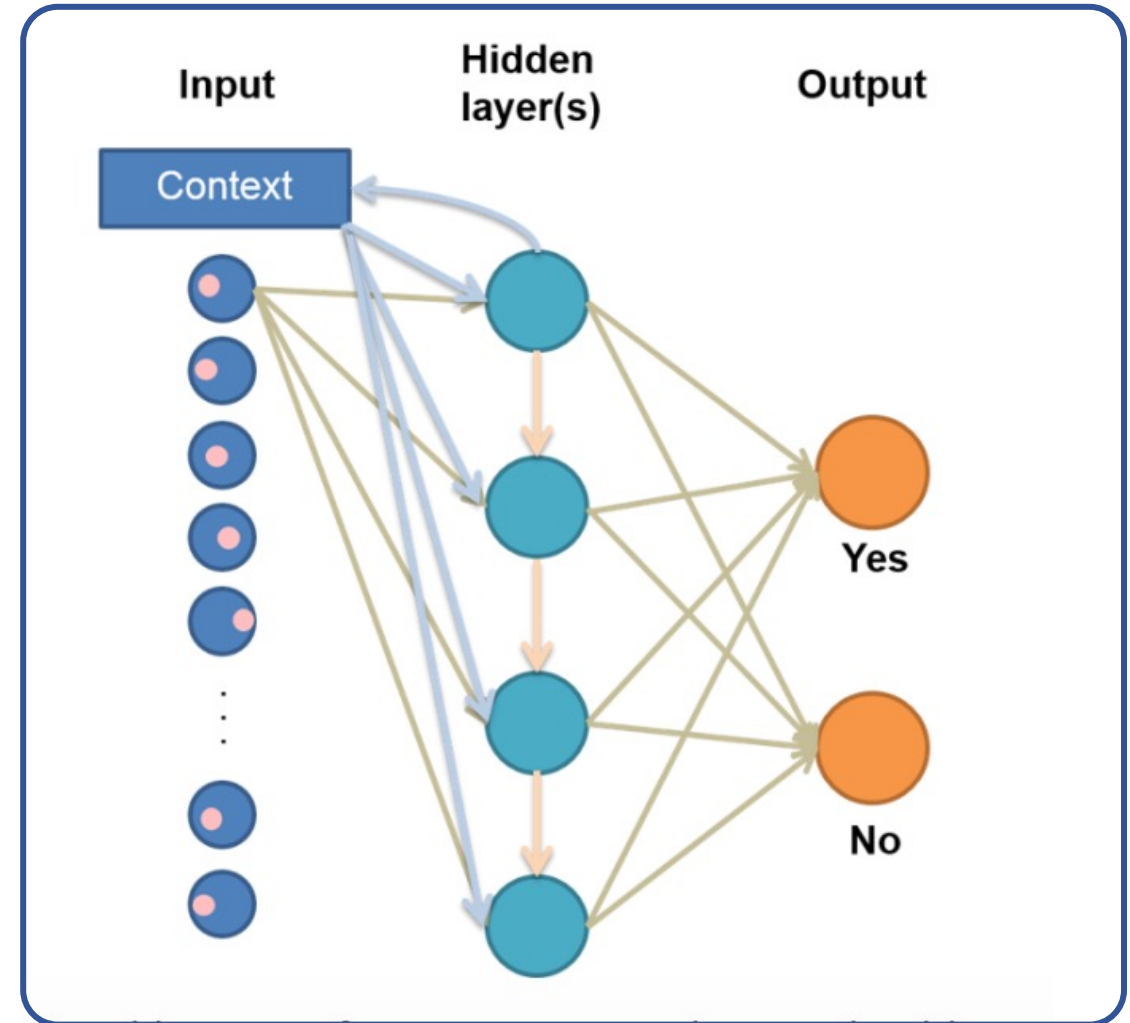 Input
Hidden
layer(s)
Output
Context
Yes
No